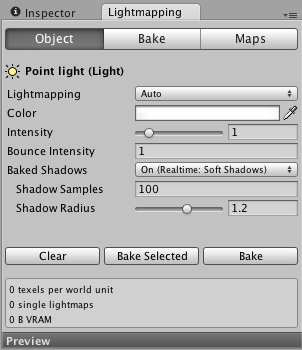 Inspector Lightmapping
Object Bake Maps
Point light (Light)
Lightmapping Auto
Color
Intensity 1
Bounce Intensity 1
Baked Shadows On (Realtime: Soft Shadows)
Shadow Samples 100
Shadow Radius 1.2
Clear Bake Selected Bake
0 texels per world unit
0 single lightmaps
0 B VRAM
Preview